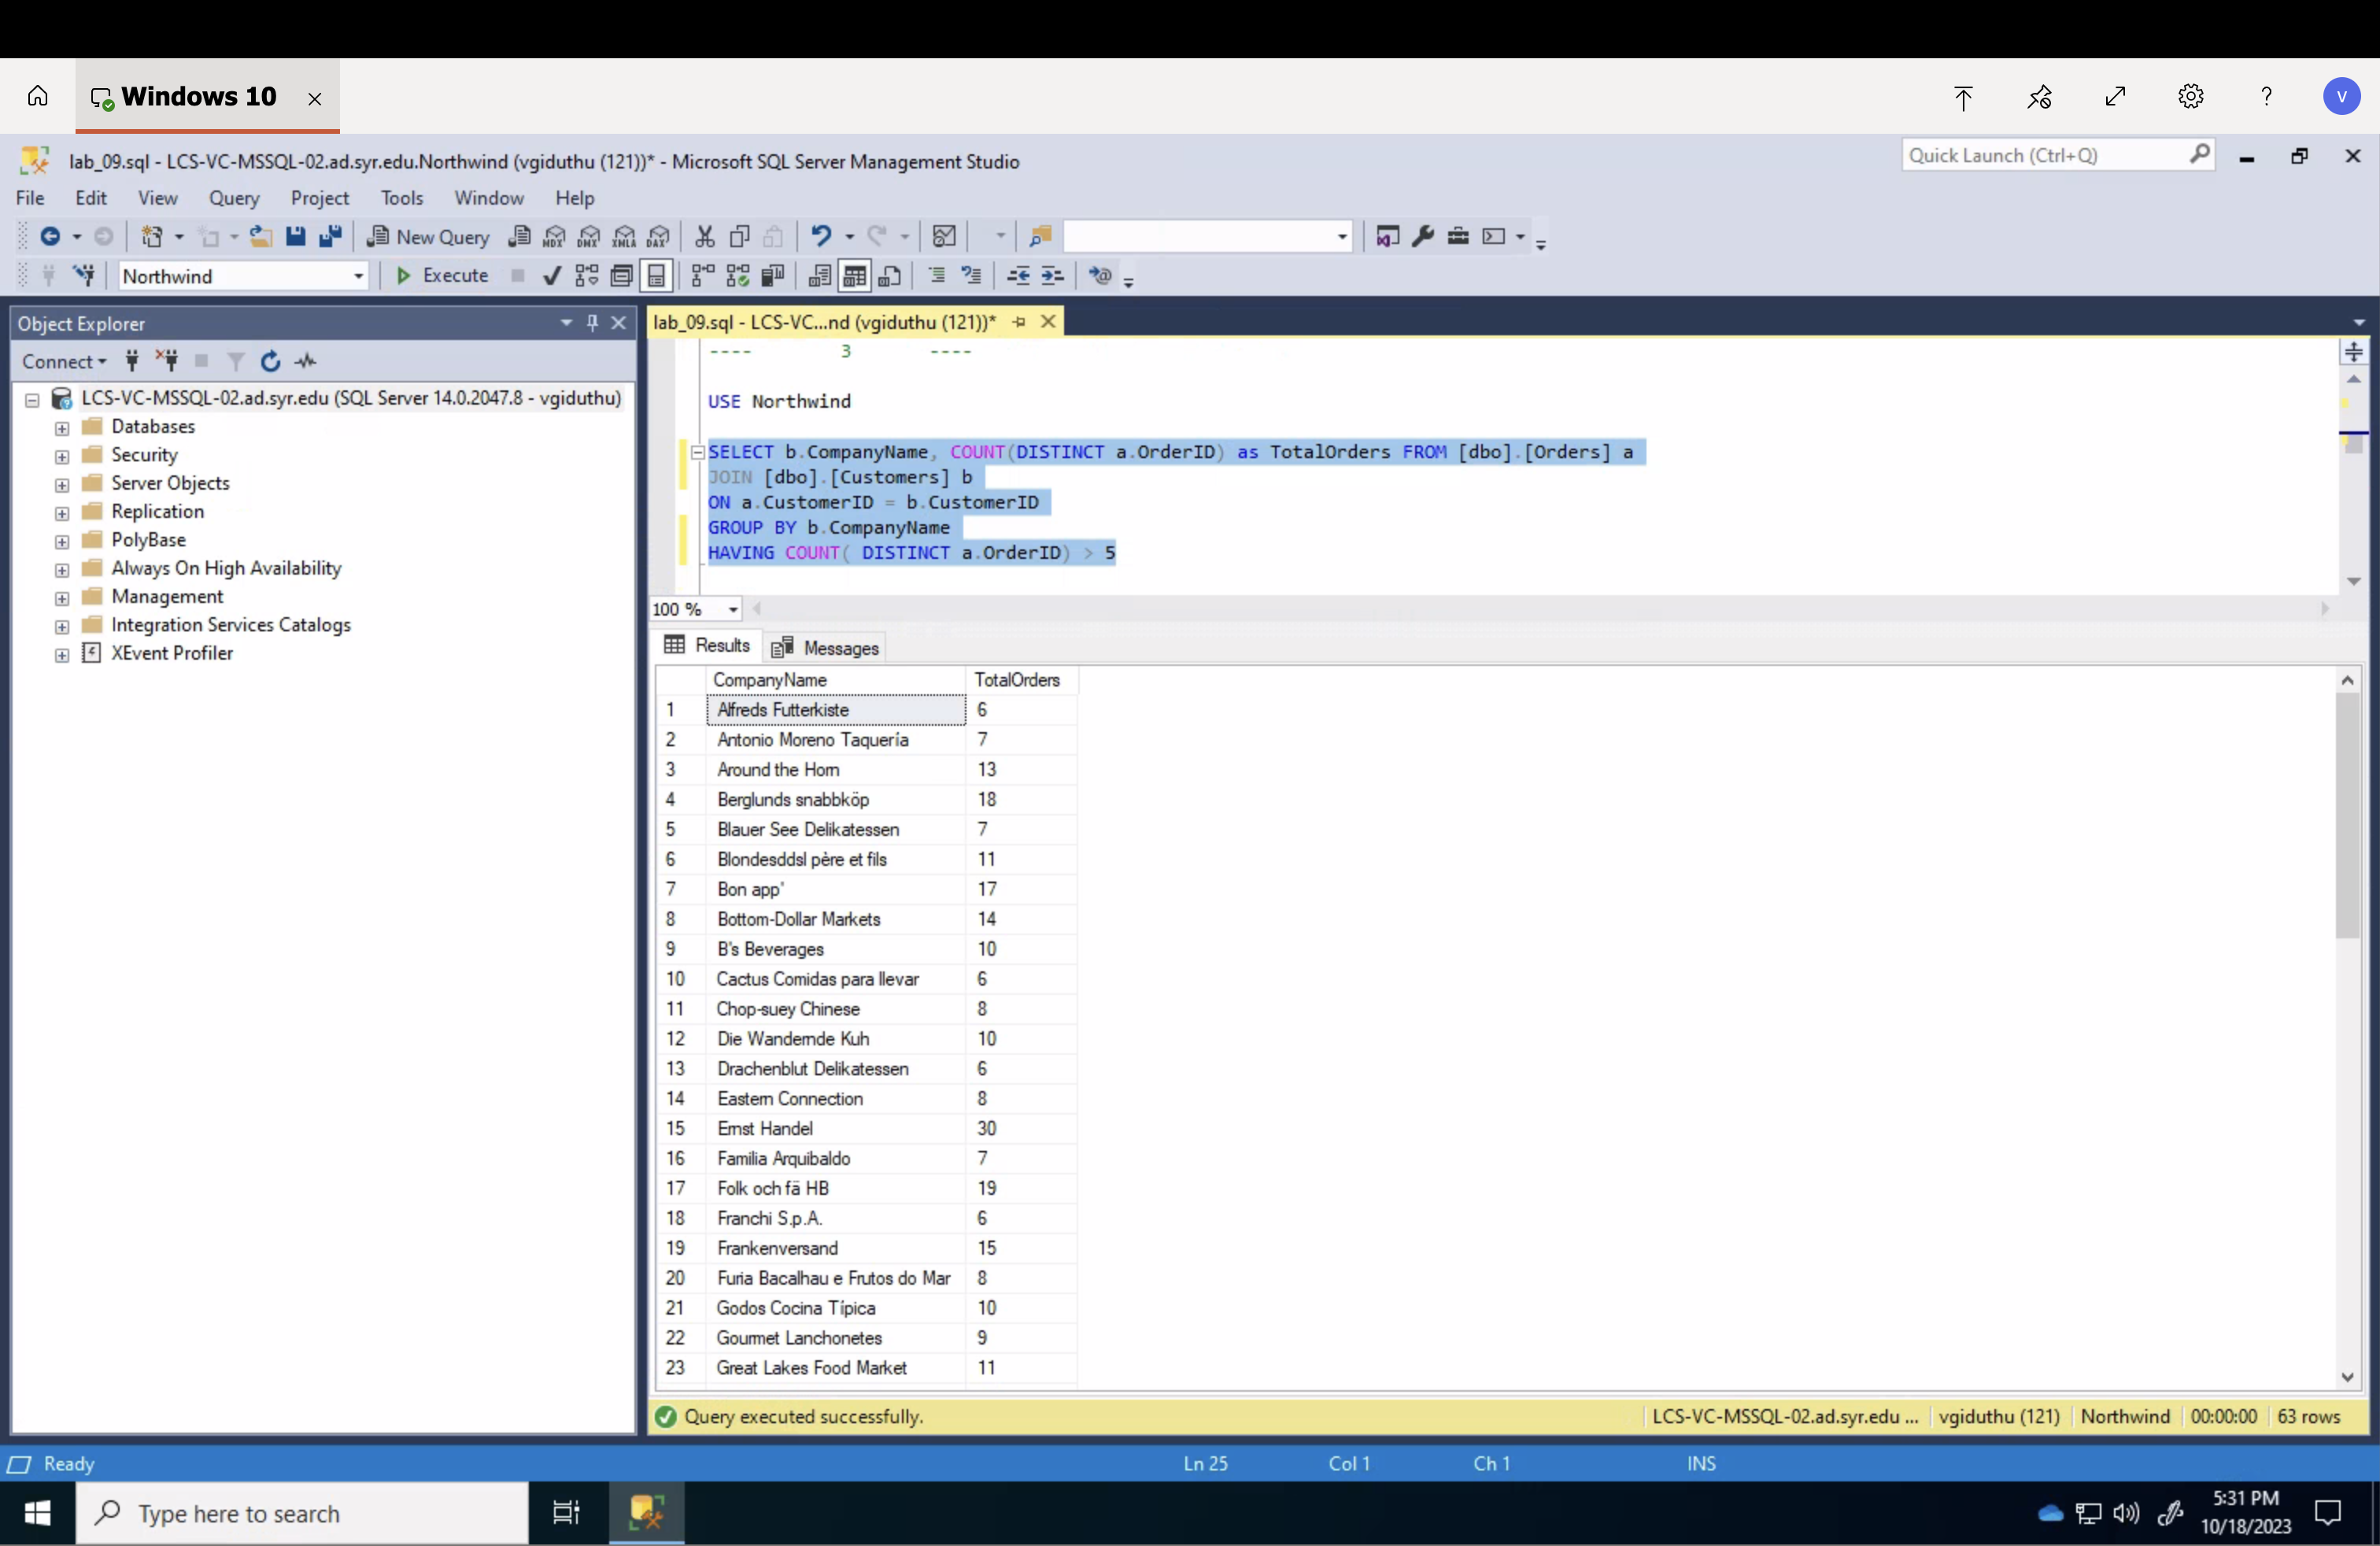 Windows 10
?
V
lab_09.sql - LCS-VC-MSSQL-02.ad.syr.edu.Northwind (vgiduthu (121))* - Microsoft SQL Server Management Studio
Quick Launch (Ctrl+Q)
File Edit View Query Project Tools Window Help
New Query MDX DMX XMLA DAX
Northwind Execute
Object Explorer
lab_09.sql - LCS-VC...nd (vgiduthu (121))*
Connect
LCS-VC-MSSQL-02.ad.syr.edu (SQL Server 14.0.2047.8 - vgiduthu)
Databases
Security
Server Objects
Replication
PolyBase
Always On High Availability
Management
Integration Services Catalogs
XEvent Profiler
---- 3 ----
USE Northwind
SELECT b.CompanyName, COUNT(DISTINCT a.OrderID) as TotalOrders FROM [dbo].[Orders] a
JOIN [dbo].[Customers] b
ON a.CustomerID = b.CustomerID
GROUP BY b.CompanyName
HAVING COUNT( DISTINCT a.OrderID) > 5
100 %
Results Messages
CompanyName TotalOrders
1 Alfreds Futterkiste 6
2 Antonio Moreno Taquería 7
3 Around the Horn 13
4 Berglunds snabbköp 18
5 Blauer See Delikatessen 7
6 Blondesddsl père et fils 11
7 Bon app' 17
8 Bottom-Dollar Markets 14
9 B's Beverages 10
10 Cactus Comidas para llevar 6
11 Chop-suey Chinese 8
12 Die Wandernde Kuh 10
13 Drachenblut Delikatessen 6
14 Eastern Connection 8
15 Ernst Handel 30
16 Familia Arquibaldo 7
17 Folk och fä HB 19
18 Franchi S.p.A. 6
19 Frankenversand 15
20 Furia Bacalhau e Frutos do Mar 8
21 Godos Cocina Típica 10
22 Gourmet Lanchonetes 9
23 Great Lakes Food Market 11
Query executed successfully. LCS-VC-MSSQL-02.ad.syr.edu ... vgiduthu (121) Northwind 00:00:00 63 rows
Ready Ln 25 Col 1 Ch 1 INS
Type here to search
5:31 PM
10/18/2023